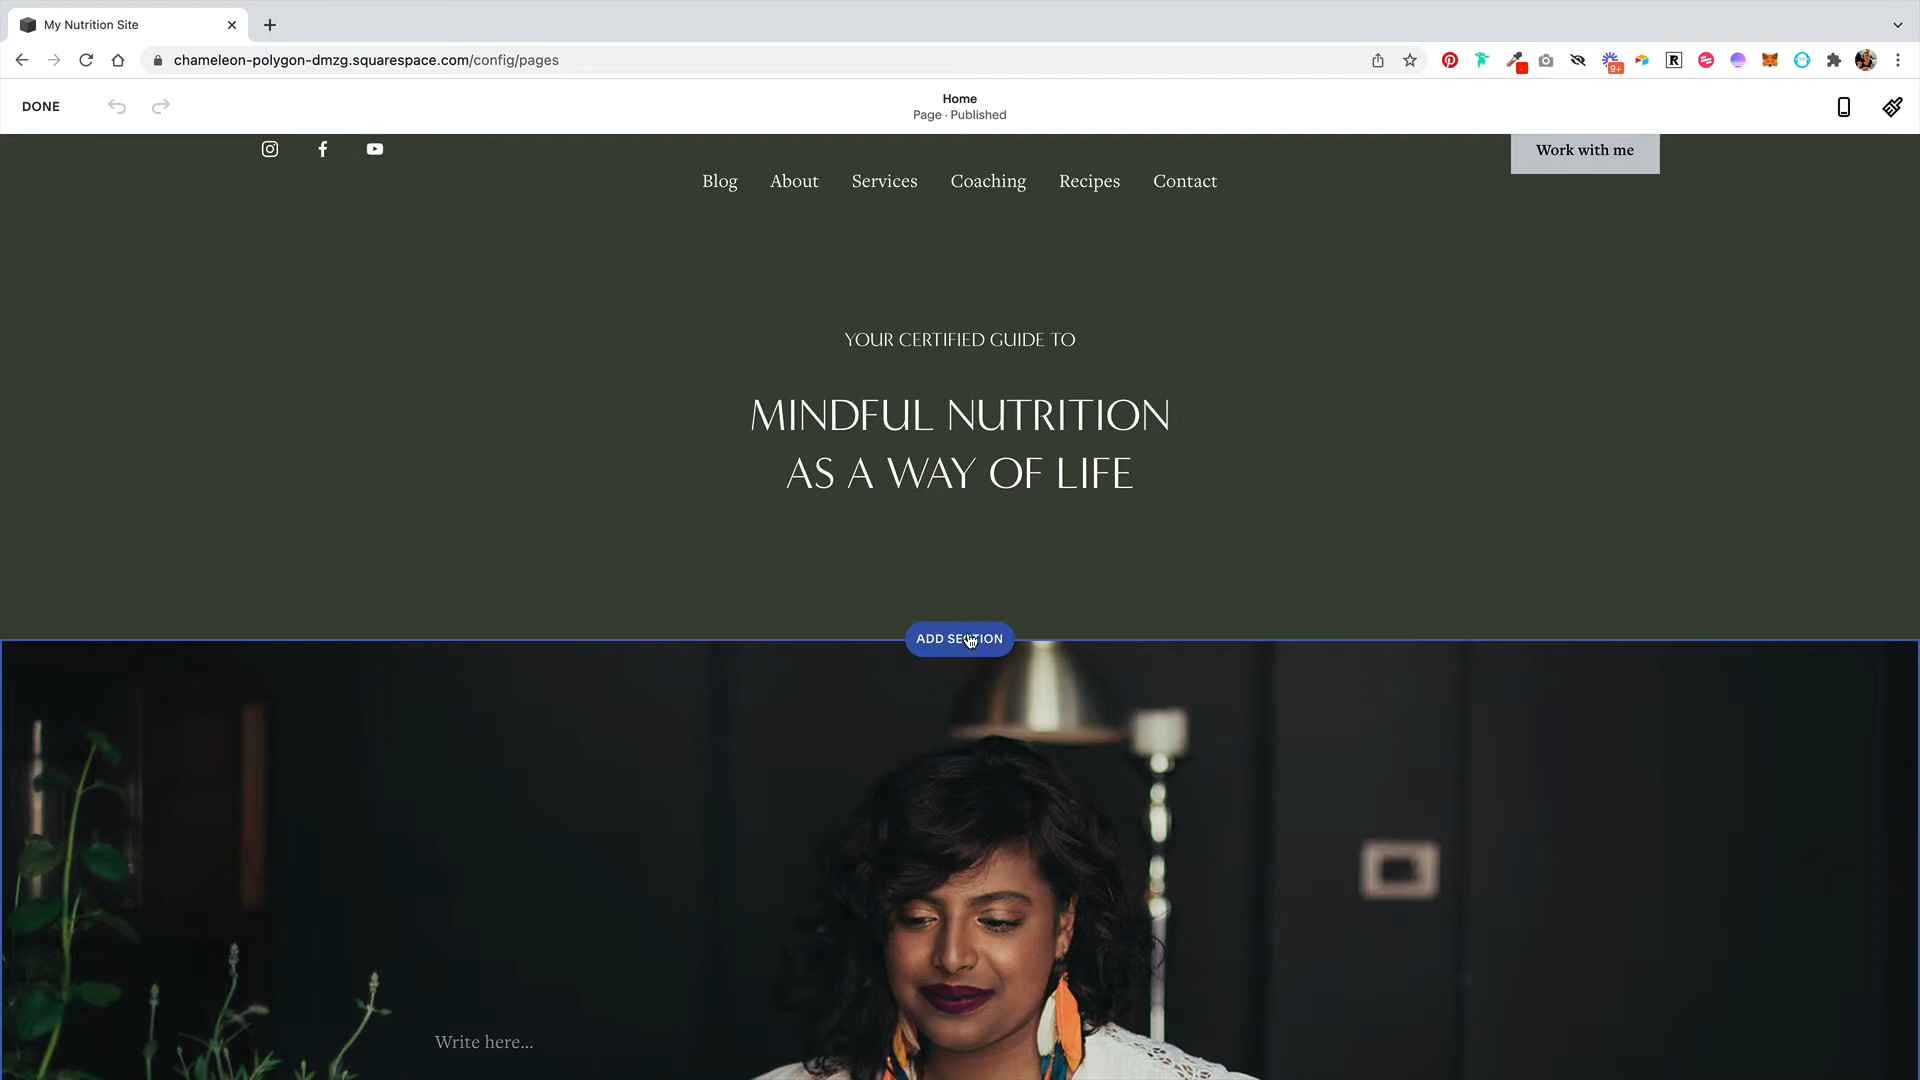 My Nutrition Site
chameleon-polygon-dmzg.squarespace.com/config/pages
9+
R
DONE
Home
Page · Published
Work with me
Blog About Services Coaching Recipes Contact
YOUR CERTIFIED GUIDE TO
MINDFUL NUTRITION
AS A WAY OF LIFE
ADD SECTION
Write here...